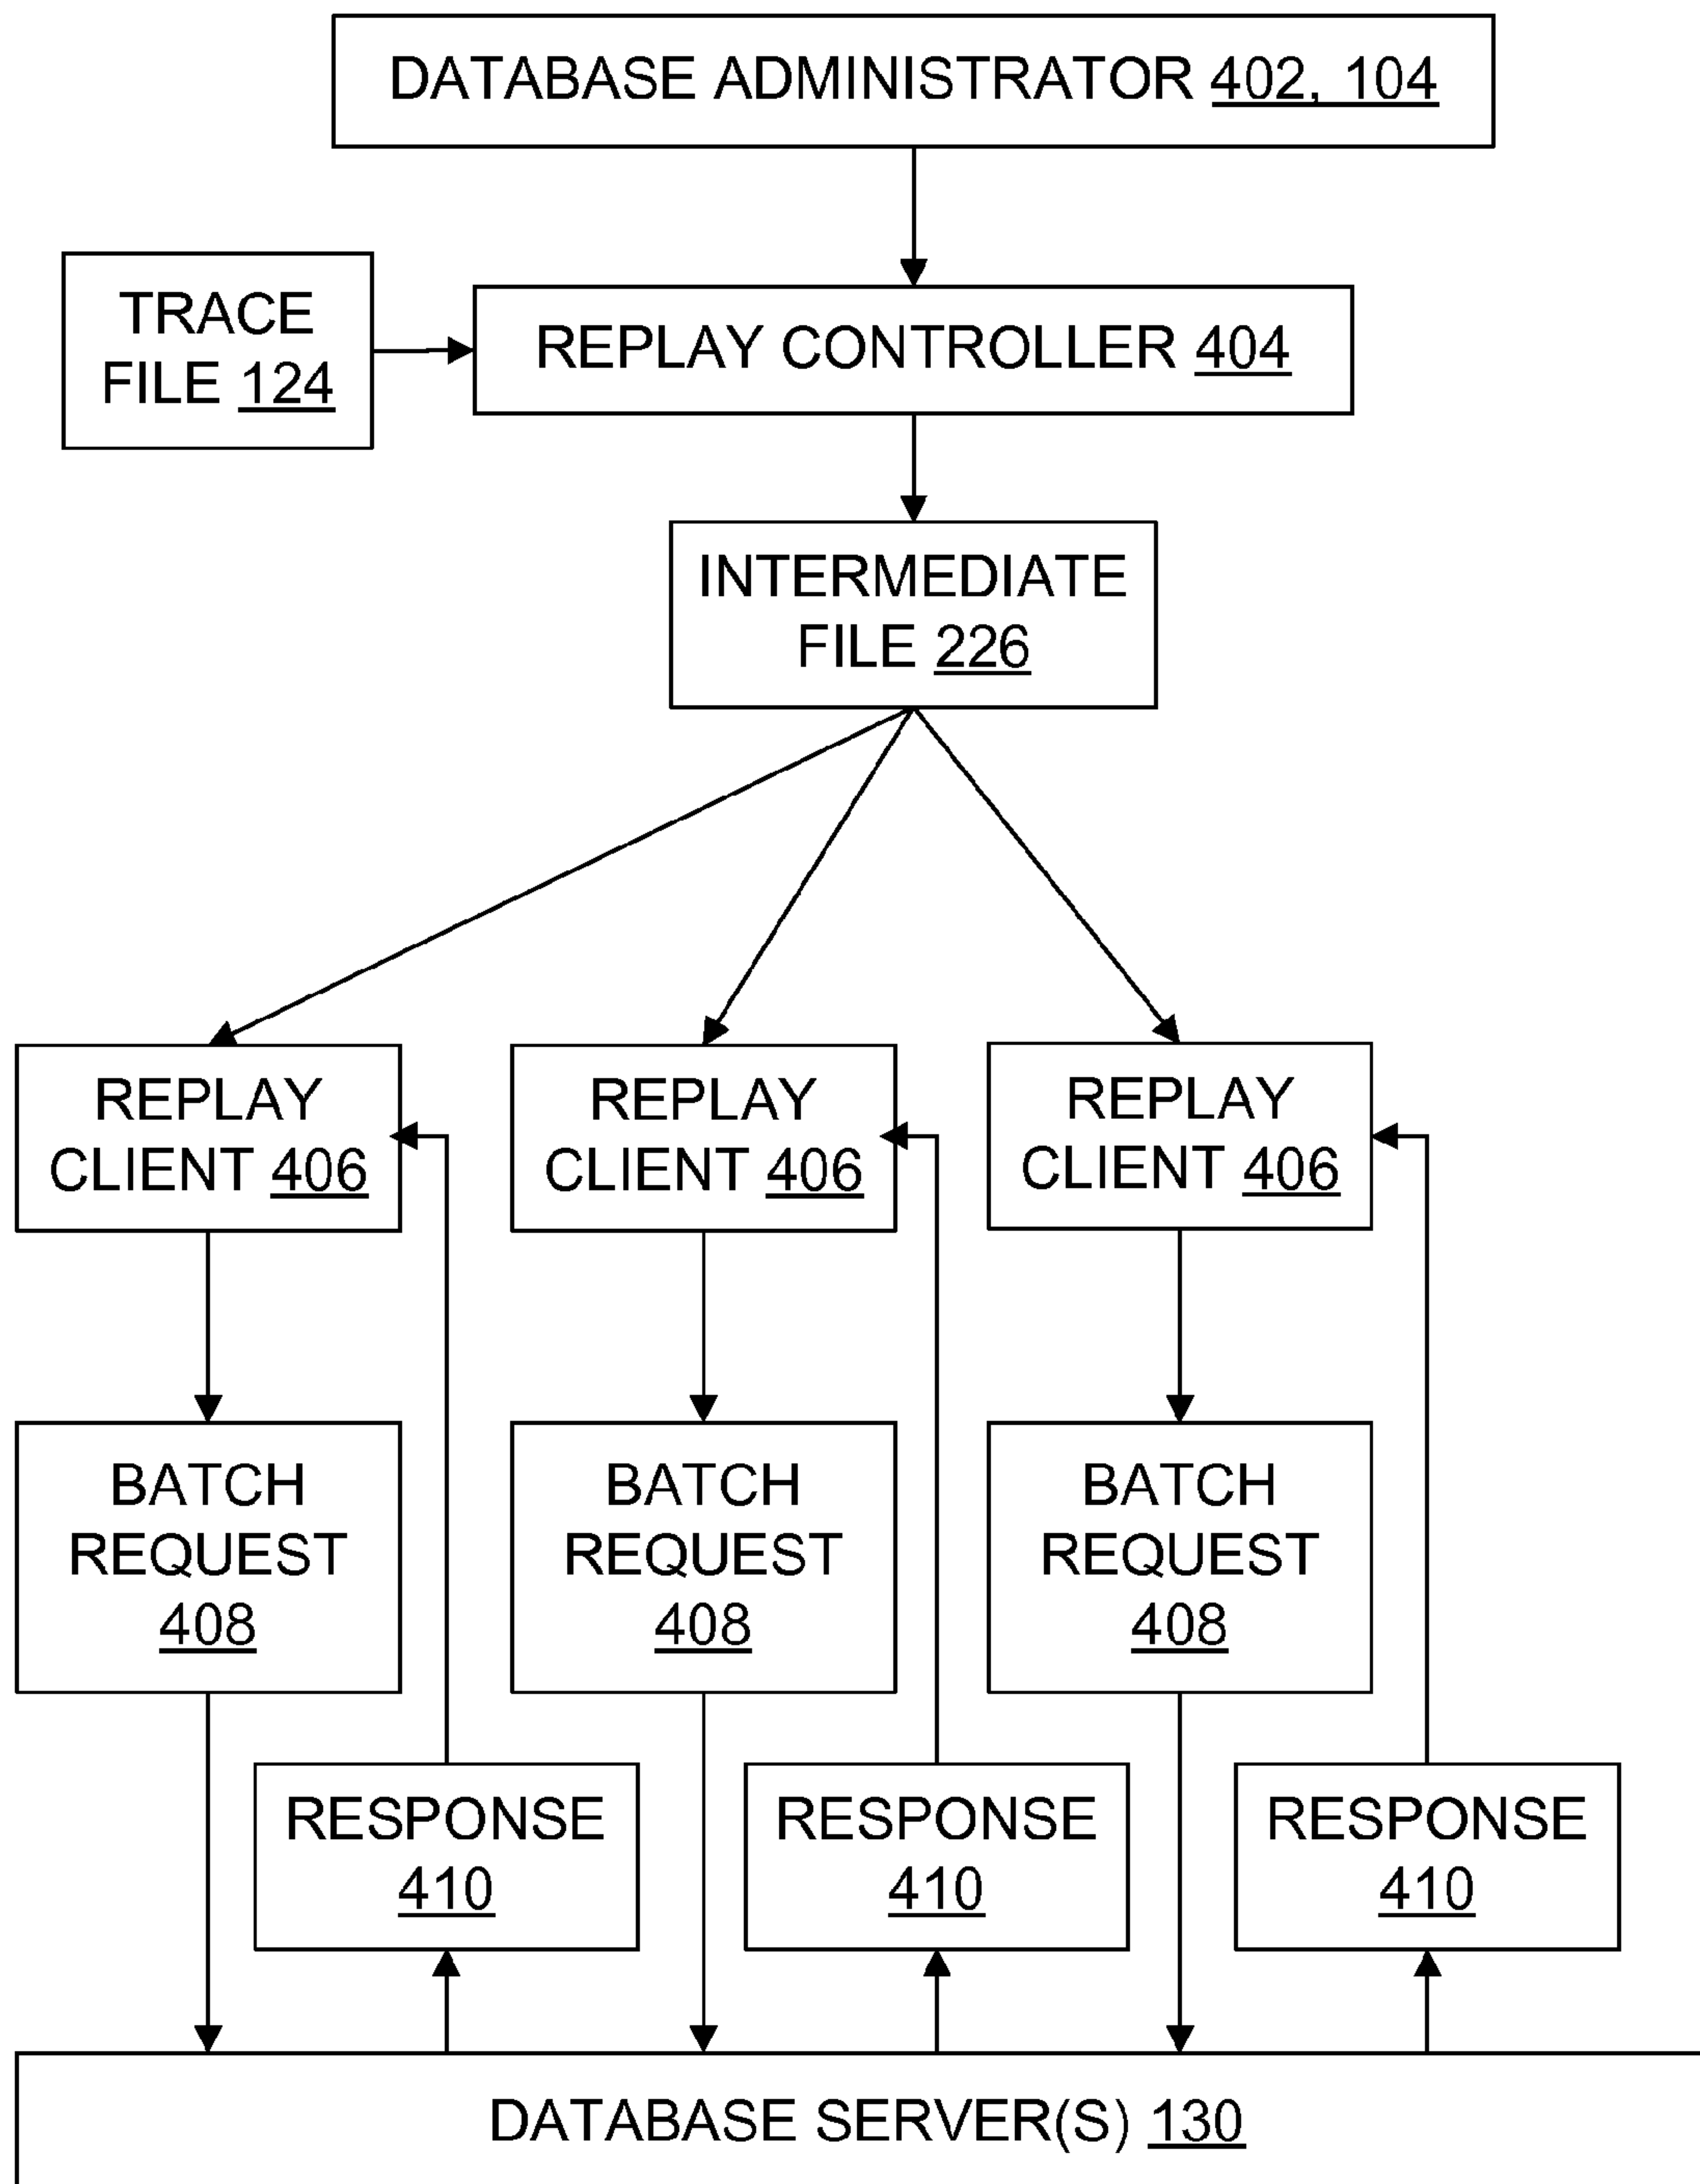 DATABASE ADMINISTRATOR 402, 104
TRACE
FILE 124
REPLAY CONTROLLER 404
INTERMEDIATE
FILE 226
REPLAY
CLIENT 406
REPLAY
CLIENT 406
REPLAY
CLIENT 406
BATCH
REQUEST
408
BATCH
REQUEST
408
BATCH
REQUEST
408
RESPONSE
410
RESPONSE
410
RESPONSE
410
DATABASE SERVER(S) 130